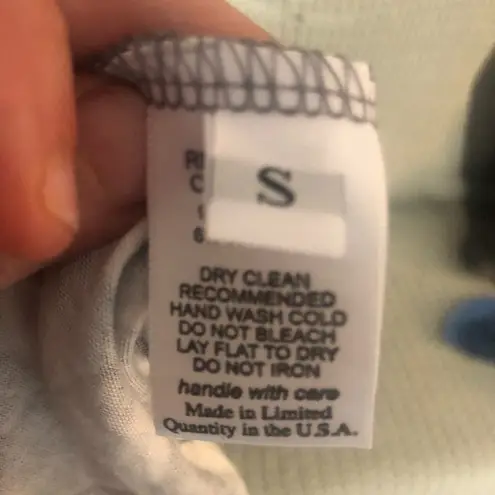 S
DRY CLEAN
RECOMMENDED
HAND WASH COLD
DO NOT BLEACH
LAY FLAT TO DRY
DO NOT IRON
handle with care
Made in Limited
Quantity in the U.S.A.